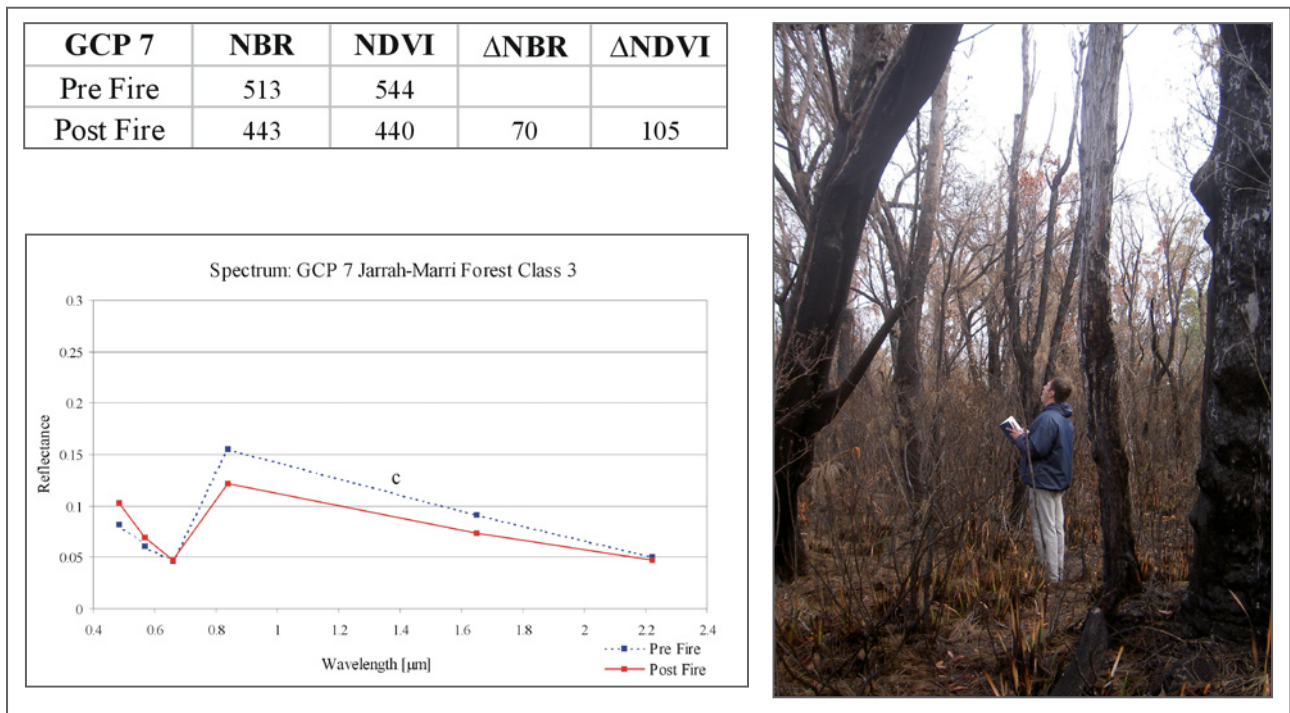 GCP 7 NBR NDVI ΔNBR ΔNDVI
Pre Fire 513 544
Post Fire 443 440 70 105
Spectrum: GCP 7 Jarrah-Marri Forest Class 3
0.3
0.25
0.2
0.15
0.1
0.05
0
Reflectance
c
0.4 0.6 0.8 1 1.2 1.4 1.6 1.8 2 2.2 2.4
Wavelength [μm]
Pre Fire
Post Fire